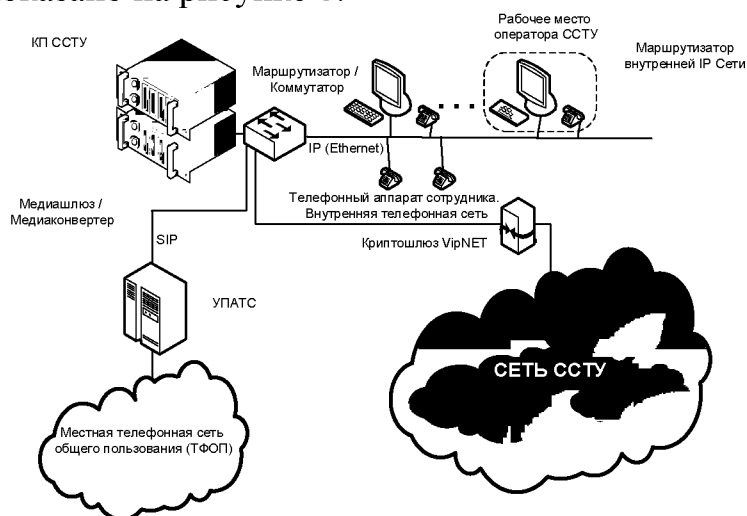 КП ССТУ
Рабочее место
оператора ССТУ
Маршрутизатор
внутренней IP Сети
Маршрутизатор /
Коммутатор
IP (Ethernet)
Телефонный аппарат сотрудника.
Внутренняя телефонная сеть
Медиашлюз /
Медиаконвертер
SIP
Криптошлюз VipNET
УПАТС
СЕТЬ ССТУ
Местная телефонная сеть
общего пользования (ТФОП)